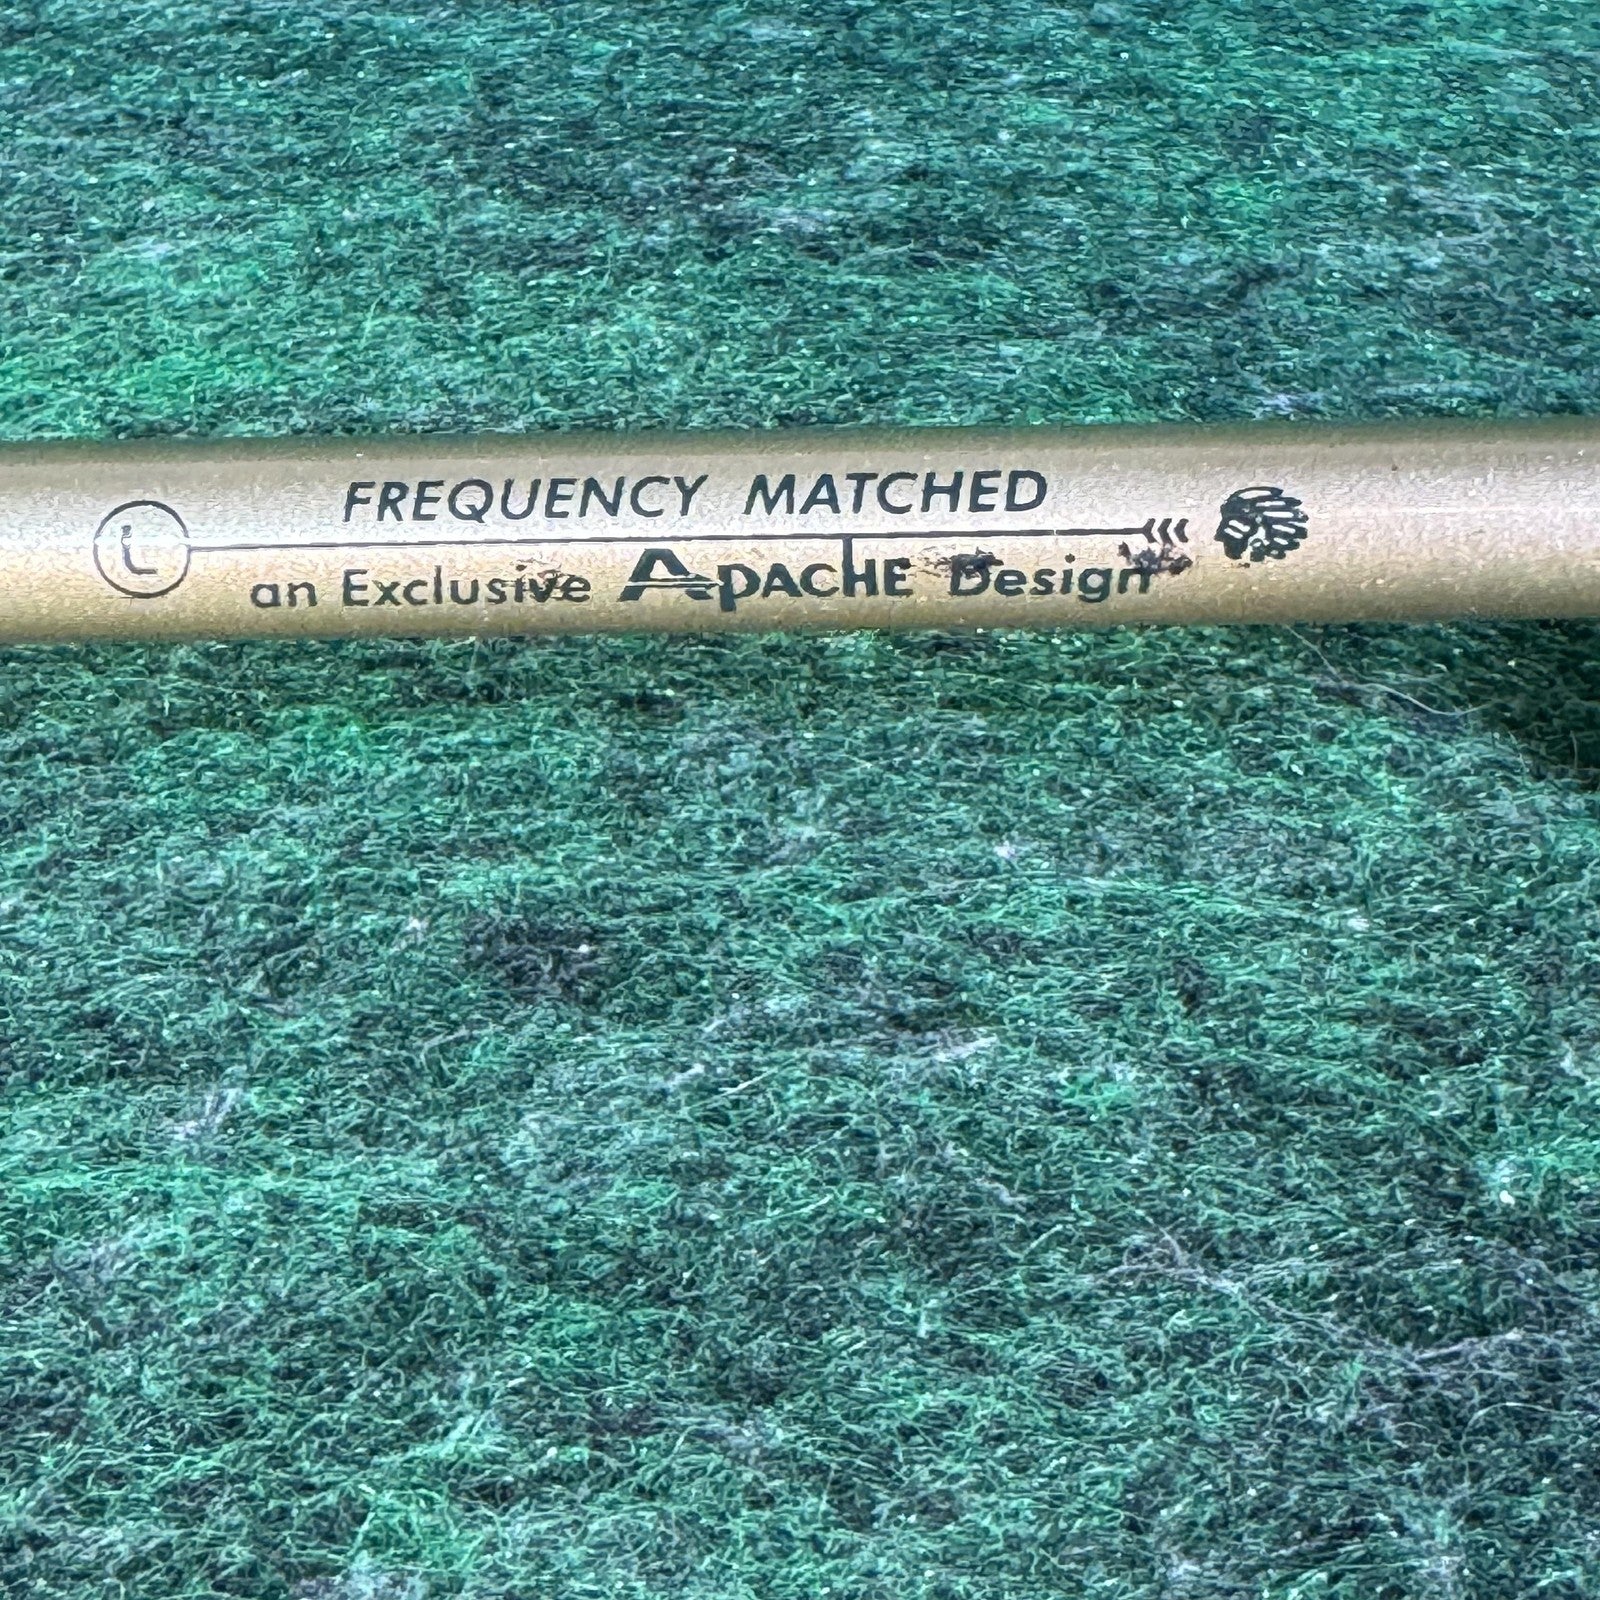 L
FREQUENCY MATCHED
an Exclusive APACHE Design